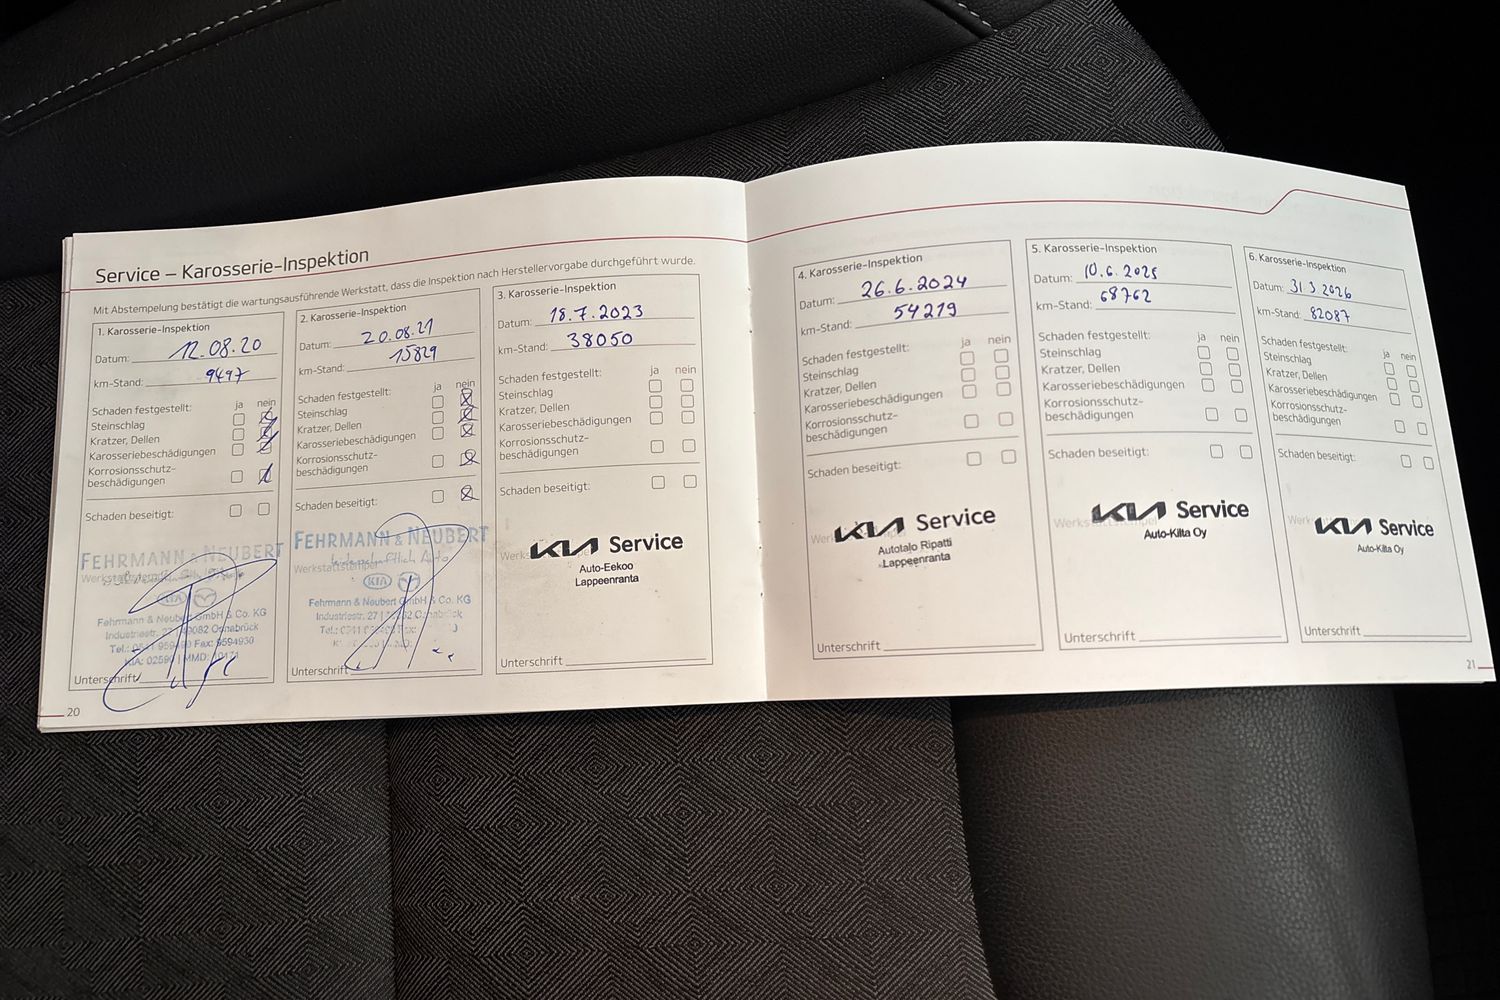 Service – Karosserie-Inspektion
Mit Abstempelung bestätigt die wartungsausführende Werkstatt, dass die Inspektion nach Herstellervorgabe durchgeführt wurde.
1. Karosserie-Inspektion
Datum: 12.08.20
km-Stand: 9497
ja nein
Schaden festgestellt:
Steinschlag
Kratzer, Dellen
Karosseriebeschädigungen
Korrosionsschutz-
beschädigungen
Schaden beseitigt:
FEHRMANN & NEUBERT
Werkstattstempel
KIA
Fehrmann & Neubert GmbH & Co. KG
Industriestr. 27 | 49082 Osnabrück
Unterschrift
20
2. Karosserie-Inspektion
Datum: 20.08.21
km-Stand: 15829
ja nein
Schaden festgestellt:
Steinschlag
Kratzer, Dellen
Karosseriebeschädigungen
Korrosionsschutz-
beschädigungen
Schaden beseitigt:
FEHRMANN & NEUBERT
Werkstattstempel
KIA
Fehrmann & Neubert GmbH & Co. KG
Industriestr. 27
Unterschrift
3. Karosserie-Inspektion
Datum: 18.7.2023
km-Stand: 38050
ja nein
Schaden festgestellt:
Steinschlag
Kratzer, Dellen
Karosseriebeschädigungen
Korrosionsschutz-
beschädigungen
Schaden beseitigt:
KIA Service
Auto-Eekoo
Lappeenranta
Unterschrift
4. Karosserie-Inspektion
Datum: 26.6.2024
km-Stand: 54219
ja nein
Schaden festgestellt:
Steinschlag
Kratzer, Dellen
Karosseriebeschädigungen
Korrosionsschutz-
beschädigungen
Schaden beseitigt:
KIA Service
Autotalo Ripatti
Lappeenranta
Unterschrift
5. Karosserie-Inspektion
Datum: 10.6.2025
km-Stand: 68762
ja nein
Schaden festgestellt:
Steinschlag
Kratzer, Dellen
Karosseriebeschädigungen
Korrosionsschutz-
beschädigungen
Schaden beseitigt:
KIA Service
Auto-Kilta Oy
Unterschrift
6. Karosserie-Inspektion
Datum: 31 3 2026
km-Stand: 82087
ja nein
Schaden festgestellt:
Steinschlag
Kratzer, Dellen
Karosseriebeschädigungen
Korrosionsschutz-
beschädigungen
Schaden beseitigt:
KIA Service
Auto-Kilta Oy
Unterschrift
21